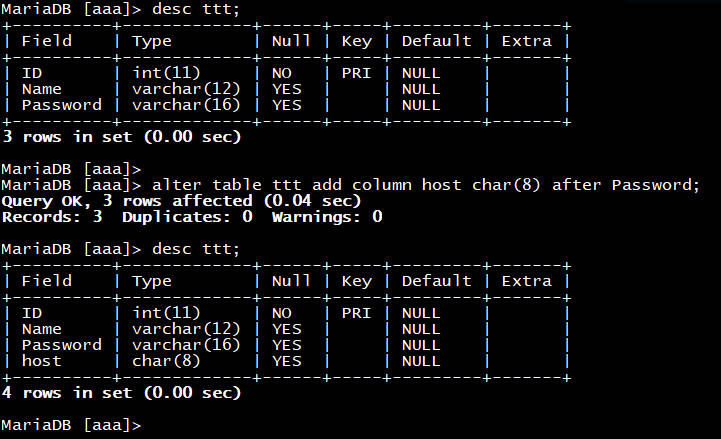 MariaDB [aaa]> desc ttt;
+----------+-------------+------+-----+---------+-------+
| Field    | Type        | Null | Key | Default | Extra |
+----------+-------------+------+-----+---------+-------+
| ID       | int(11)     | NO   | PRI | NULL    |       |
| Name     | varchar(12) | YES  |     | NULL    |       |
| Password | varchar(16) | YES  |     | NULL    |       |
+----------+-------------+------+-----+---------+-------+
3 rows in set (0.00 sec)

MariaDB [aaa]>
MariaDB [aaa]> alter table ttt add column host char(8) after Password;
Query OK, 3 rows affected (0.04 sec)
Records: 3  Duplicates: 0  Warnings: 0

MariaDB [aaa]> desc ttt;
+----------+-------------+------+-----+---------+-------+
| Field    | Type        | Null | Key | Default | Extra |
+----------+-------------+------+-----+---------+-------+
| ID       | int(11)     | NO   | PRI | NULL    |       |
| Name     | varchar(12) | YES  |     | NULL    |       |
| Password | varchar(16) | YES  |     | NULL    |       |
| host     | char(8)     | YES  |     | NULL    |       |
+----------+-------------+------+-----+---------+-------+
4 rows in set (0.00 sec)

MariaDB [aaa]>